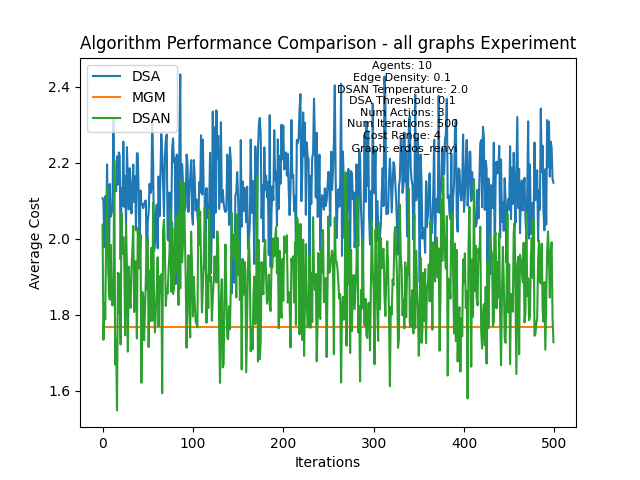 Algorithm Performance Comparison - all graphs Experiment
Agents: 10
Edge Density: 0.1
DSAN Temperature: 2.0
DSA Threshold: 0.1
Num Actions: 3
Num Iterations: 500
Cost Range: 4
Graph: erdos_renyi
DSA
MGM
DSAN
2.4
2.2
2.0
1.8
1.6
Average Cost
0 100 200 300 400 500
Iterations